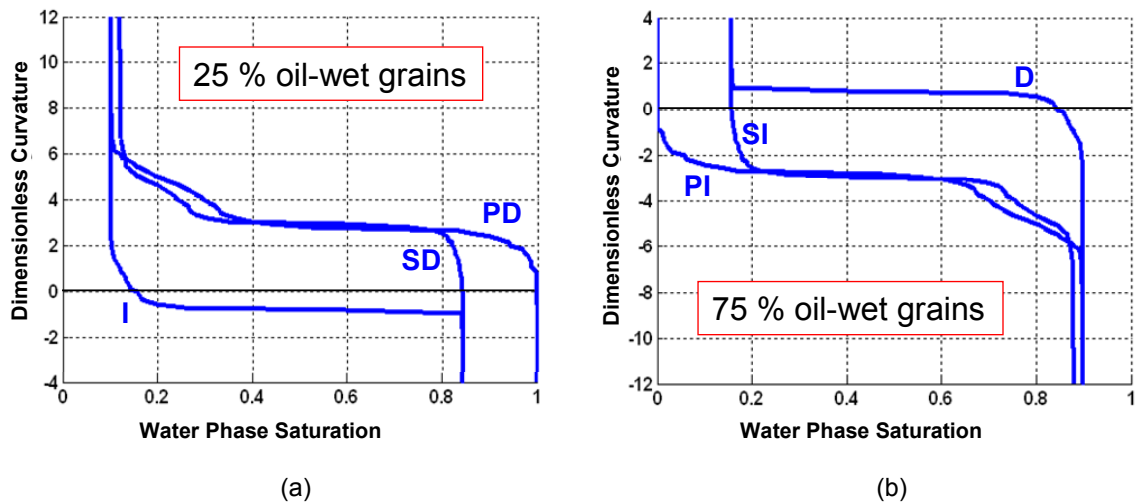 12
10
8
6
4
2
0
-2
-4
Dimensionless Curvature
25 % oil-wet grains
PD
SD
I
0
0.2
0.4
0.6
0.8
1
Water Phase Saturation
(a)
4
2
0
-2
-4
-6
-8
-10
-12
Dimensionless Curvature
D
SI
PI
75 % oil-wet grains
0
0.2
0.4
0.6
0.8
1
Water Phase Saturation
(b)